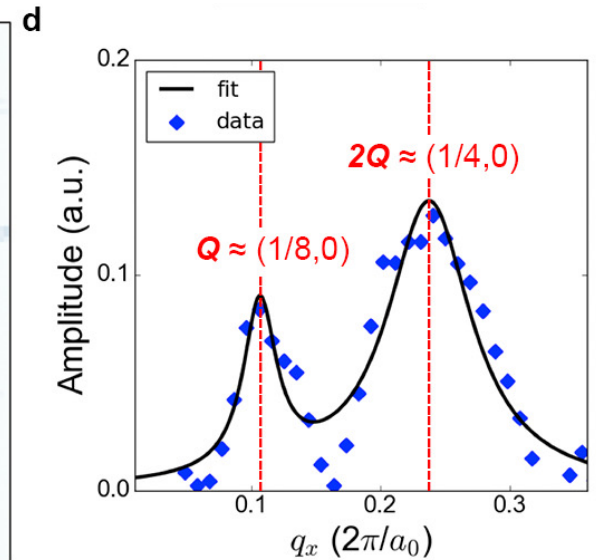 d
0.2
fit
data
2Q ≈ (1/4,0)
Q ≈ (1/8,0)
Amplitude (a.u.)
0.1
0.0
0.1 0.2 0.3
qₓ (2π/a₀)